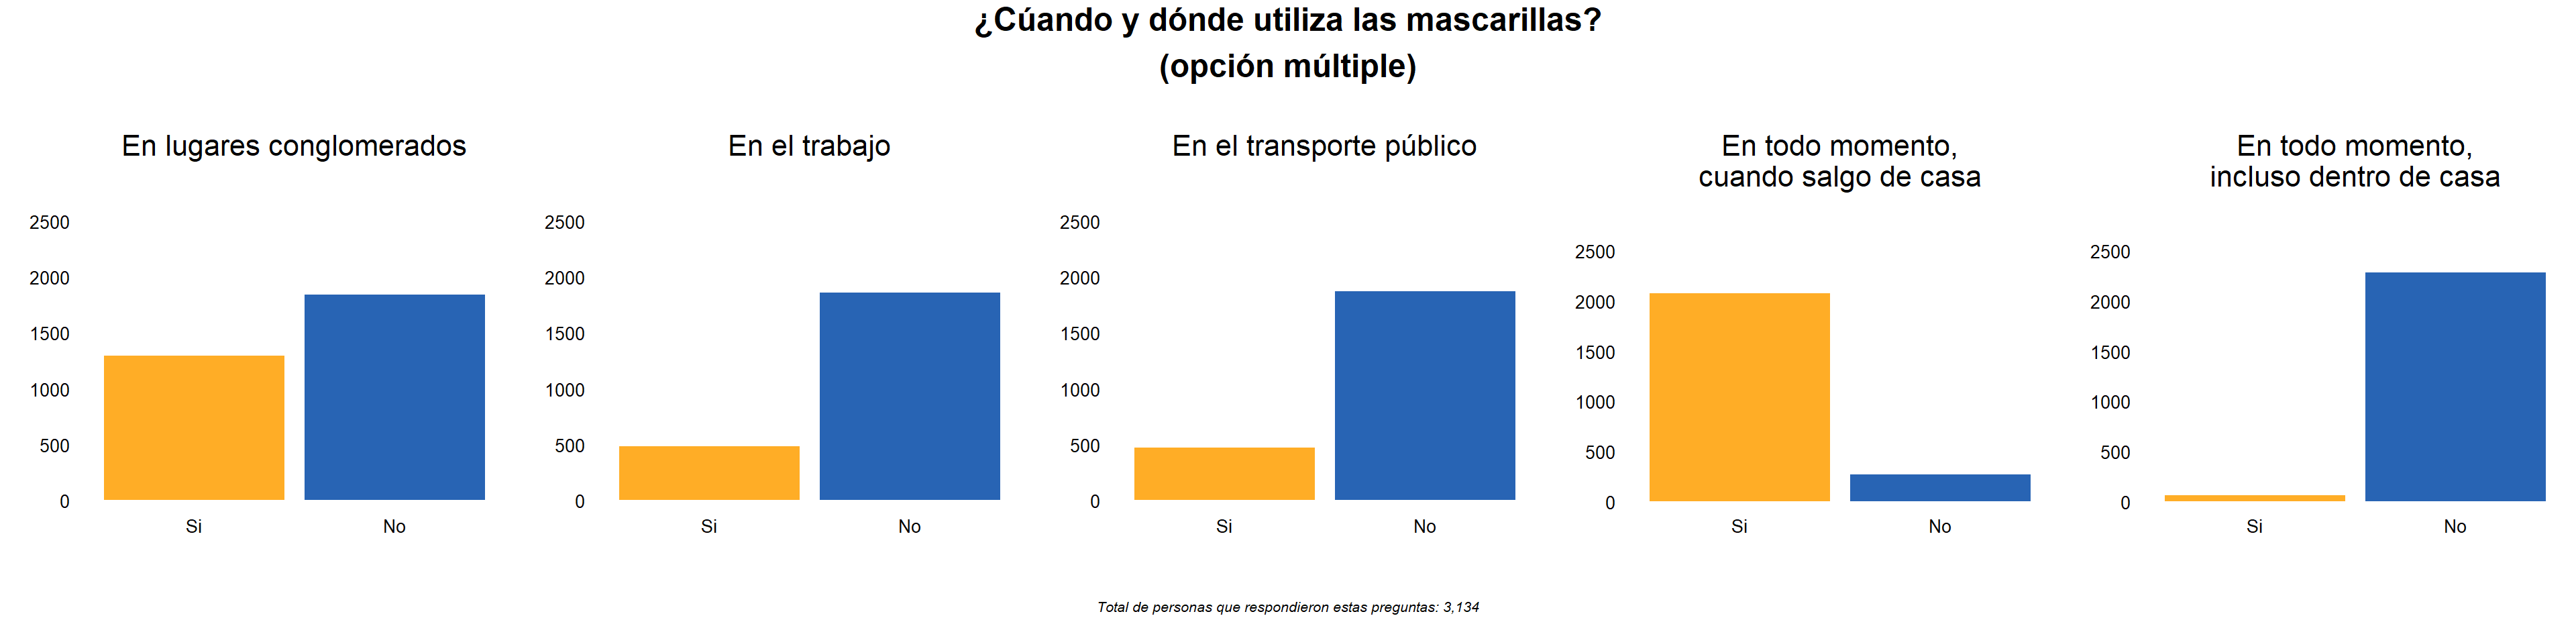 ¿Cúando y dónde utiliza las mascarillas?
(opción múltiple)
En lugares conglomerados
2500
2000
1500
1000
500
0
Si No
En el trabajo
2500
2000
1500
1000
500
0
Si No
En el transporte público
2500
2000
1500
1000
500
0
Si No
En todo momento,
cuando salgo de casa
2500
2000
1500
1000
500
0
Si No
En todo momento,
incluso dentro de casa
2500
2000
1500
1000
500
0
Si No
Total de personas que respondieron estas preguntas: 3,134